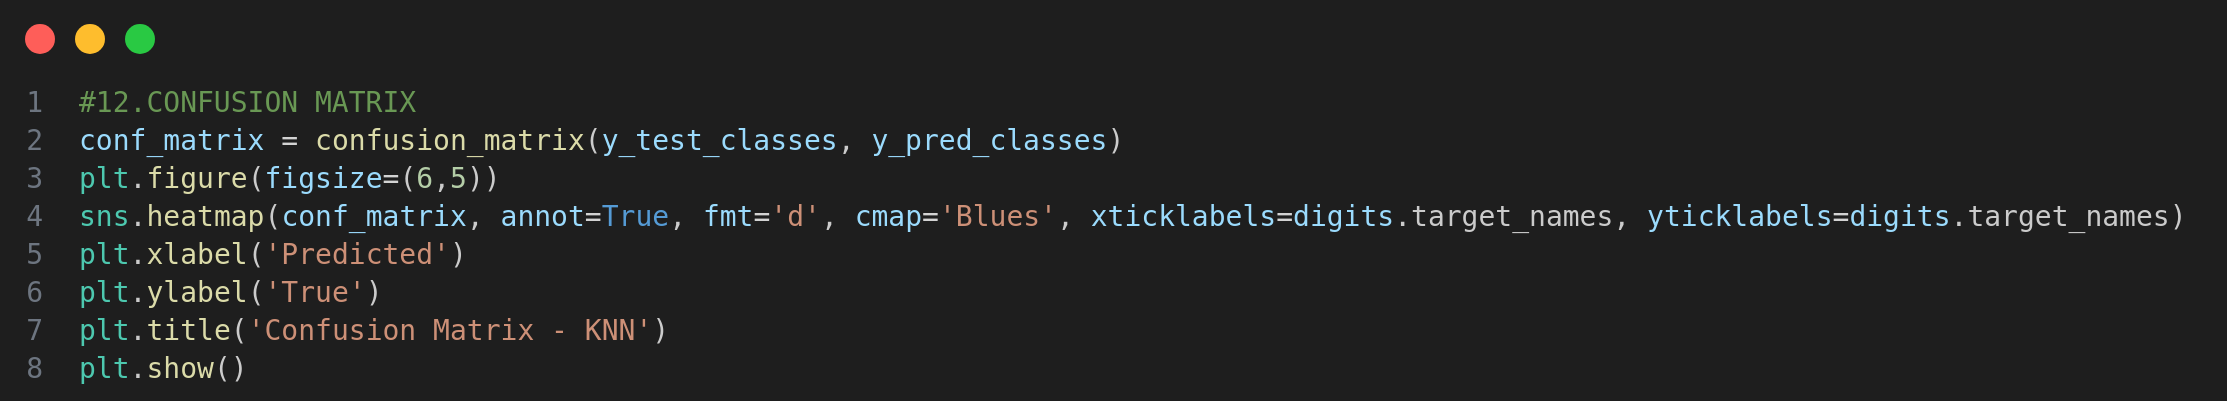 1 #12.CONFUSION MATRIX
2 conf_matrix = confusion_matrix(y_test_classes, y_pred_classes)
3 plt.figure(figsize=(6,5))
4 sns.heatmap(conf_matrix, annot=True, fmt='d', cmap='Blues', xticklabels=digits.target_names, yticklabels=digits.target_names)
5 plt.xlabel('Predicted')
6 plt.ylabel('True')
7 plt.title('Confusion Matrix - KNN')
8 plt.show()